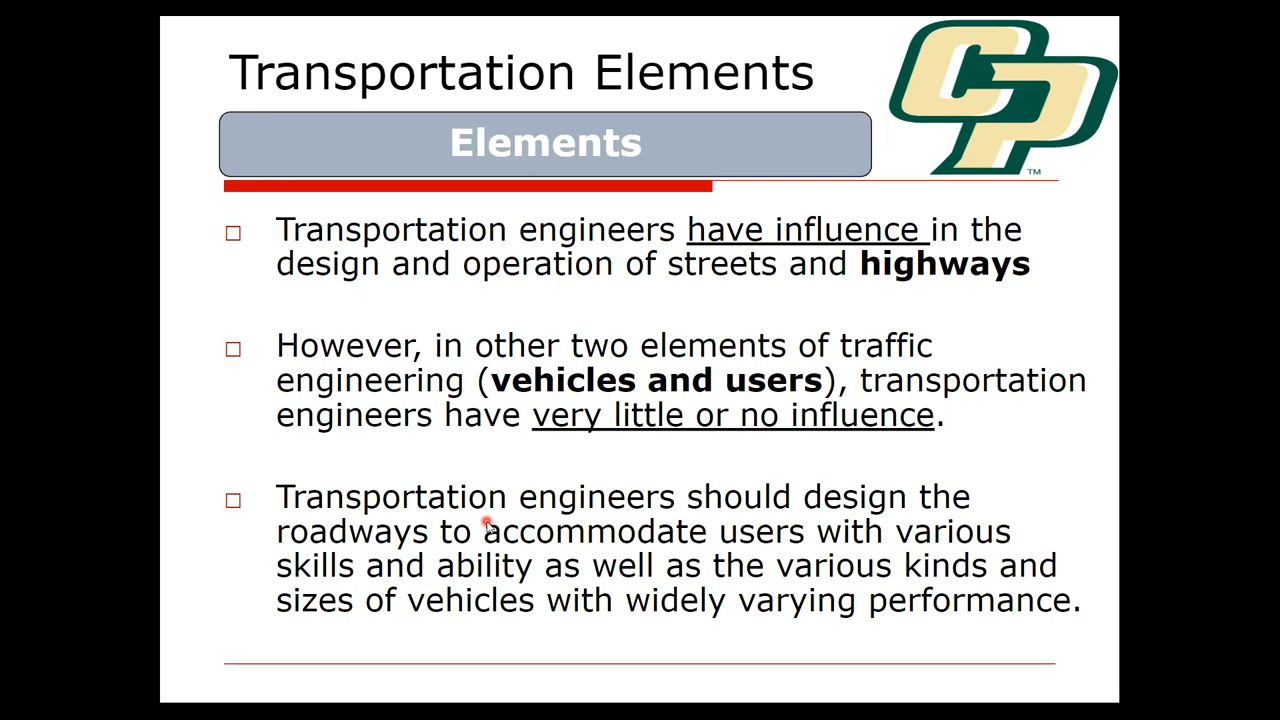 Transportation Elements
CP
TM
Elements
Transportation engineers have influence in the
design and operation of streets and highways
However, in other two elements of traffic
engineering (vehicles and users), transportation
engineers have very little or no influence.
Transportation engineers should design the
roadways to accommodate users with various
skills and ability as well as the various kinds and
sizes of vehicles with widely varying performance.